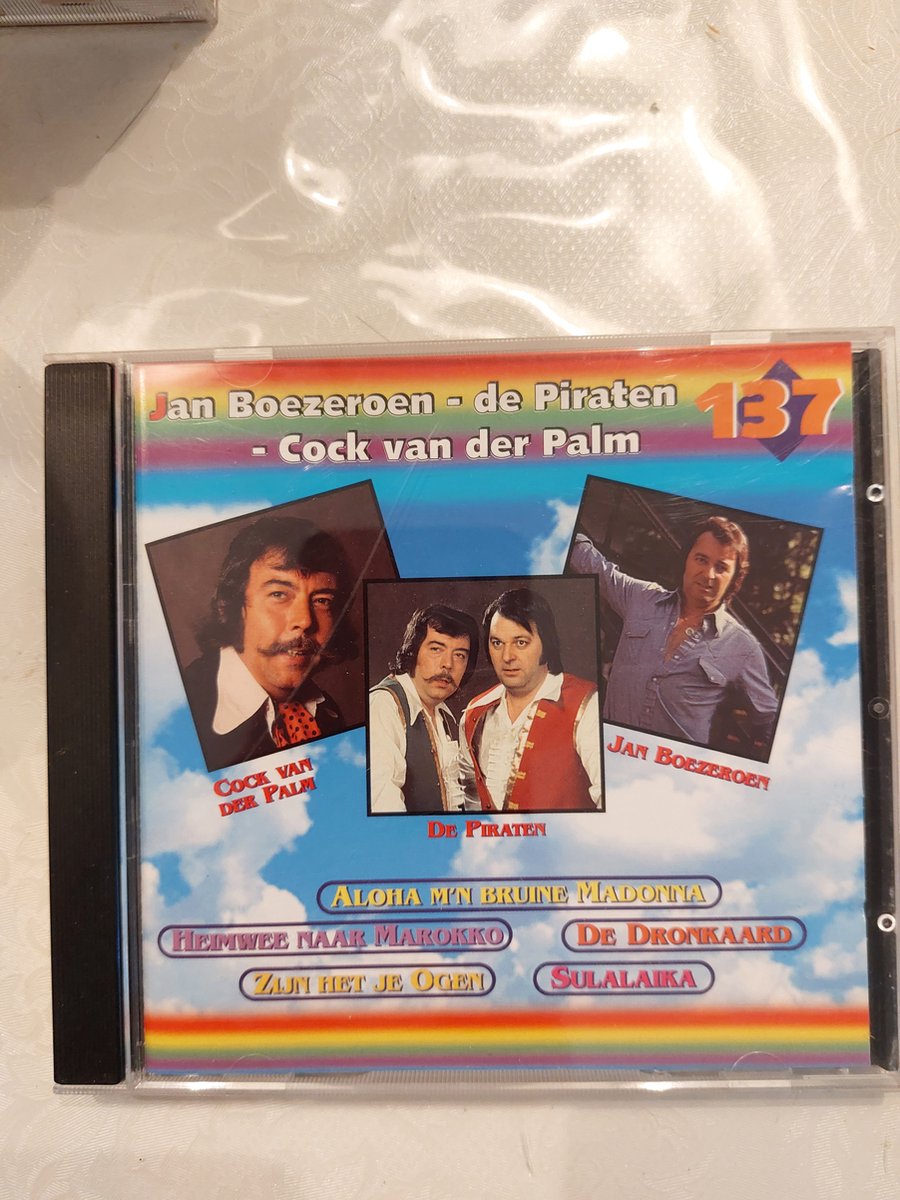 Jan Boezeroen - de Piraten
- Cock van der Palm
137
Cock van
der Palm
De Piraten
Jan Boezeroen
Aloha m'n bruine Madonna
Heimwee naar Marokko
De Dronkaard
Zijn het je Ogen
Sulalaika